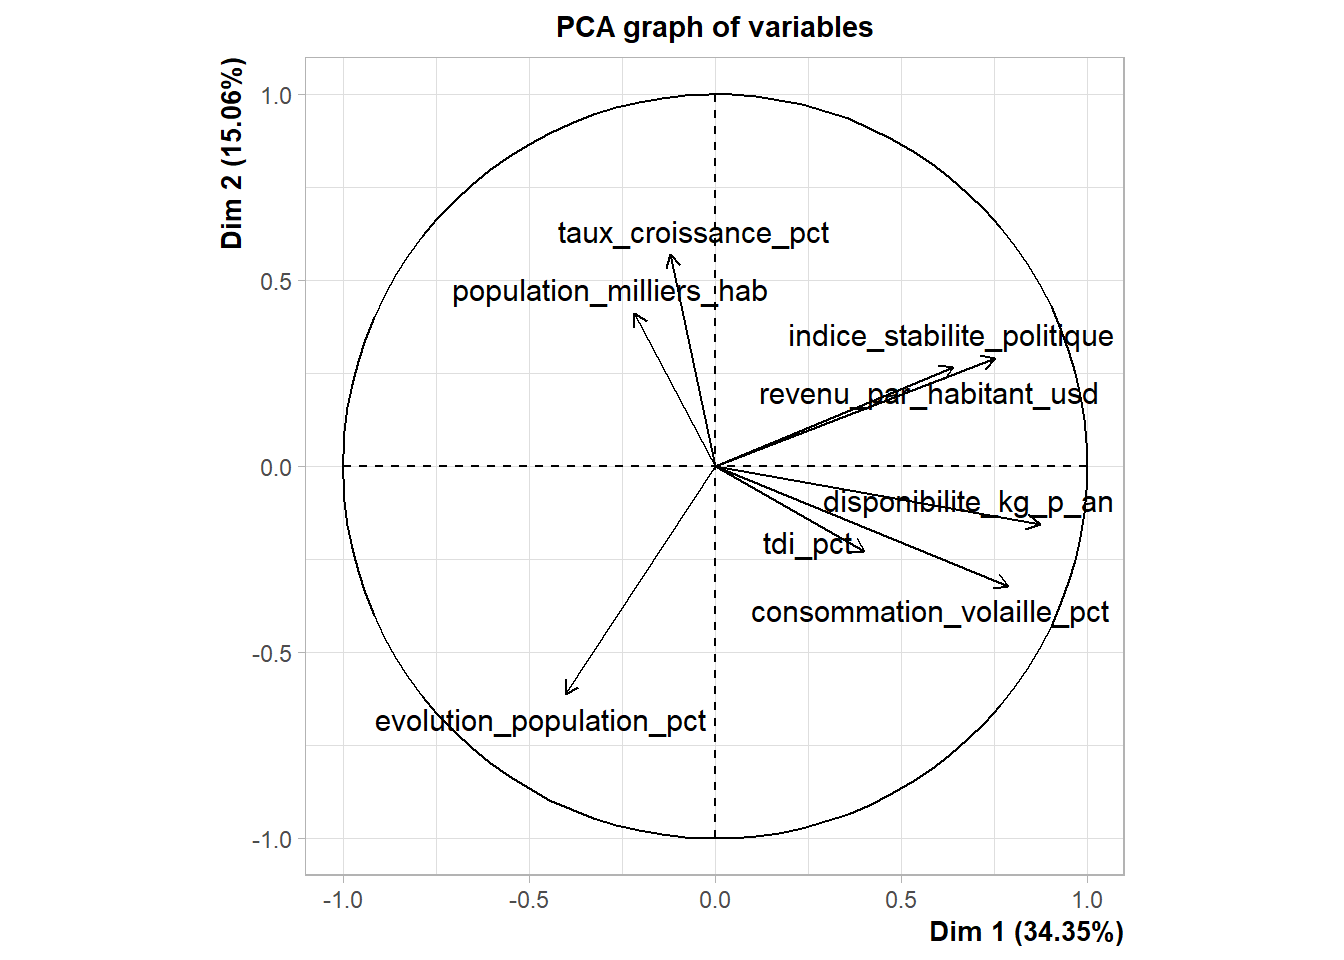 PCA graph of variables
Dim 2 (15.06%)
1.0
0.5
0.0
-0.5
-1.0
taux_croissance_pct
population_milliers_hab
indice_stabilite_politique
revenu_par_habitant_usd
disponibilite_kg_p_an
tdi_pct
consommation_volaille_pct
evolution_population_pct
-1.0 -0.5 0.0 0.5 1.0
Dim 1 (34.35%)